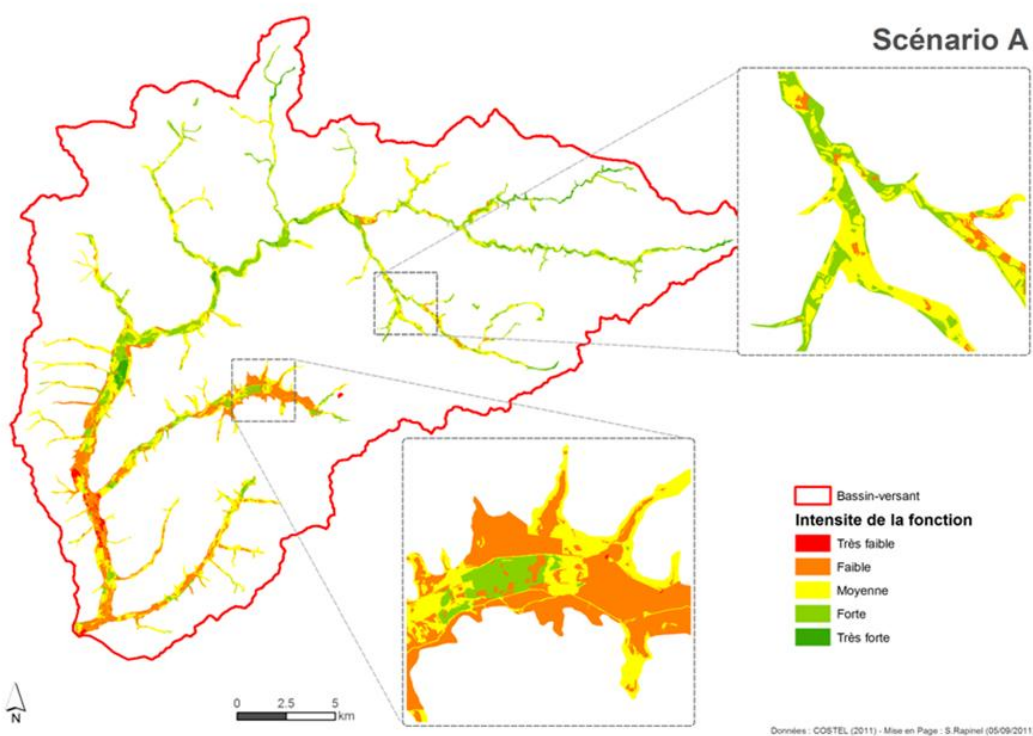 Scénario A
Bassin-versant
Intensite de la fonction
Très faible
Faible
Moyenne
Forte
Très forte
0 2.5 5
km
N
Données : COSTEL (2011) - Mise en Page : S.Rapinel (05/09/2011